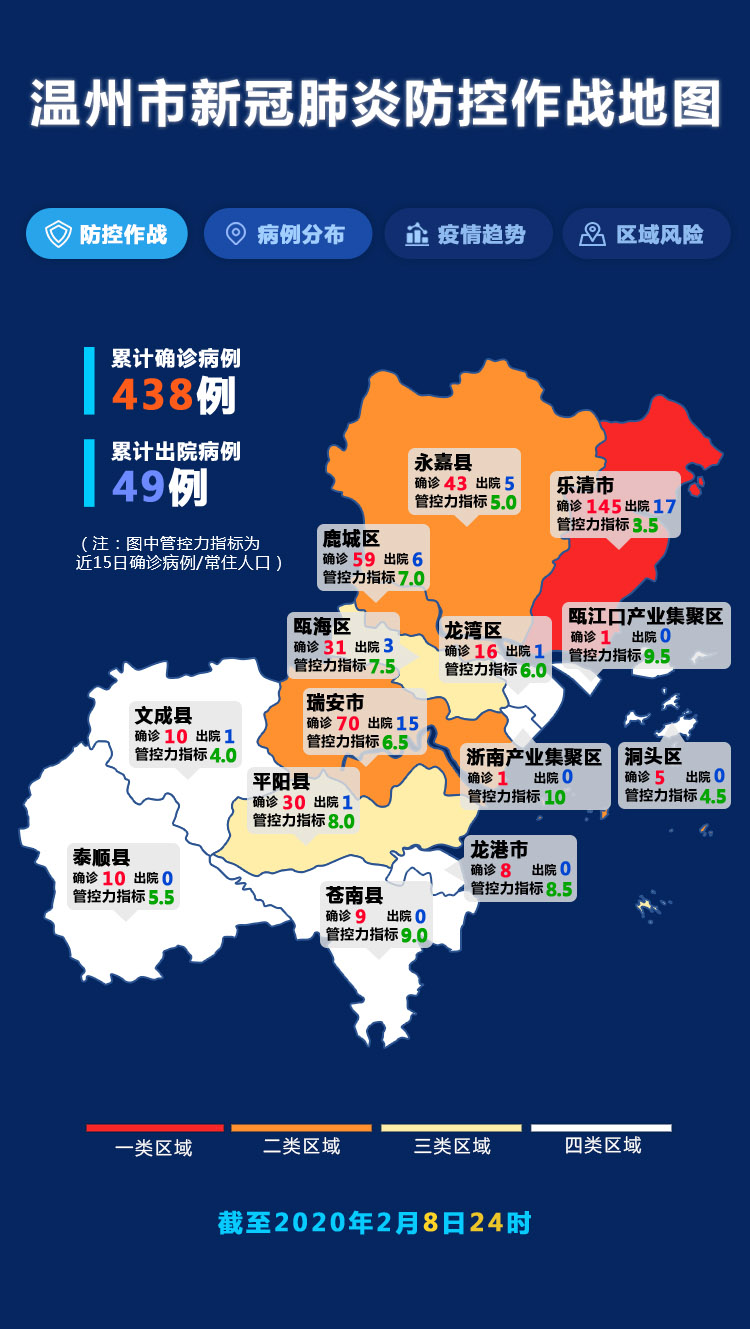 温州市新冠肺炎防控作战地图
防控作战
病例分布
疫情趋势
区域风险
累计确诊病例
438例
累计出院病例
49例
（注：图中管控力指标为
近15日确诊病例/常住人口）
永嘉县
确诊 43 出院 5
管控力指标 5.0
乐清市
确诊 145 出院 17
管控力指标 3.5
鹿城区
确诊 59 出院 6
管控力指标 7.0
瓯江口产业集聚区
确诊 1 出院 0
管控力指标 9.5
瓯海区
确诊 31 出院 3
管控力指标 7.5
龙湾区
确诊 16 出院 1
管控力指标 6.0
瑞安市
确诊 70 出院 15
管控力指标 6.5
文成县
确诊 10 出院 1
管控力指标 4.0
浙南产业集聚区
确诊 1 出院 0
管控力指标 10
洞头区
确诊 5 出院 0
管控力指标 4.5
平阳县
确诊 30 出院 1
管控力指标 8.0
龙港市
确诊 8 出院 0
管控力指标 8.5
泰顺县
确诊 10 出院 0
管控力指标 5.5
苍南县
确诊 9 出院 0
管控力指标 9.0
一类区域
二类区域
三类区域
四类区域
截至2020年2月8日24时